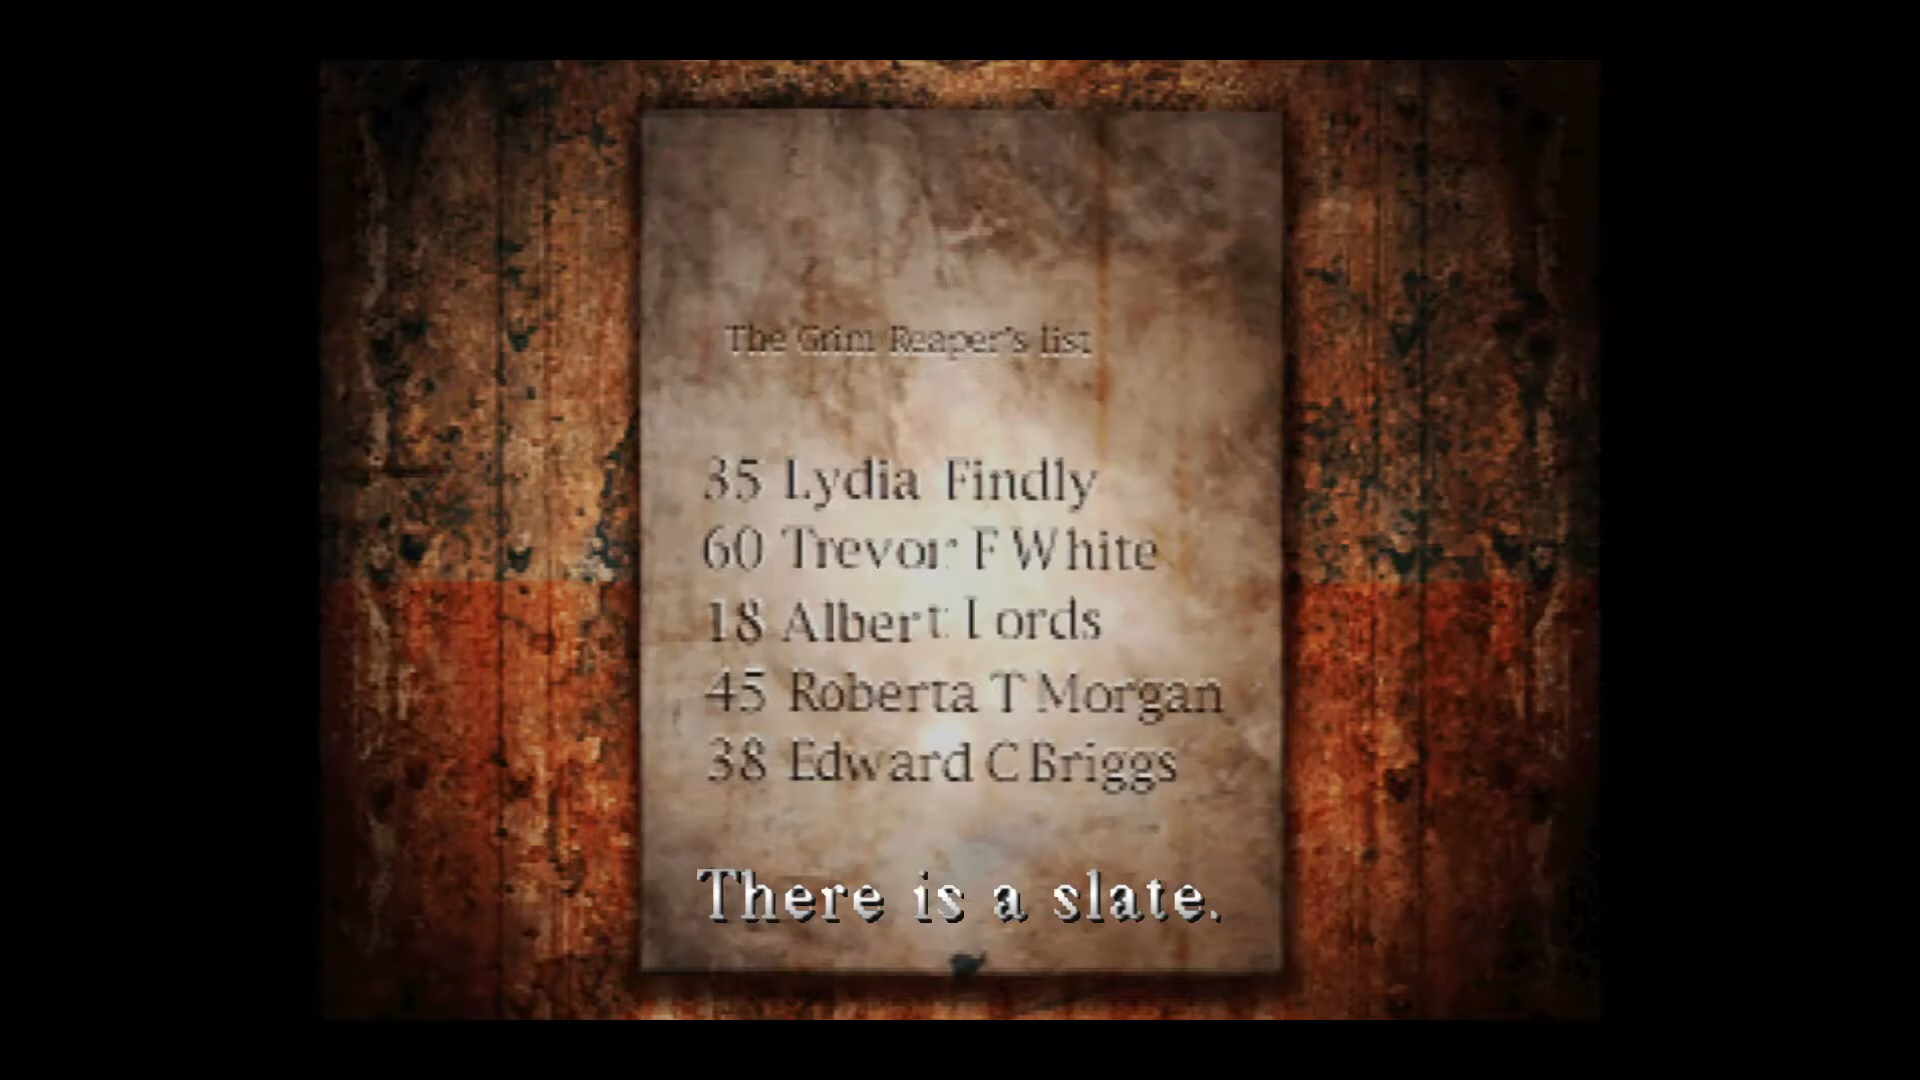 The Grim Reaper's list
35 Lydia Findly
60 Trevor F White
18 Albert Lords
45 Roberta T Morgan
38 Edward C Briggs
There is a slate.